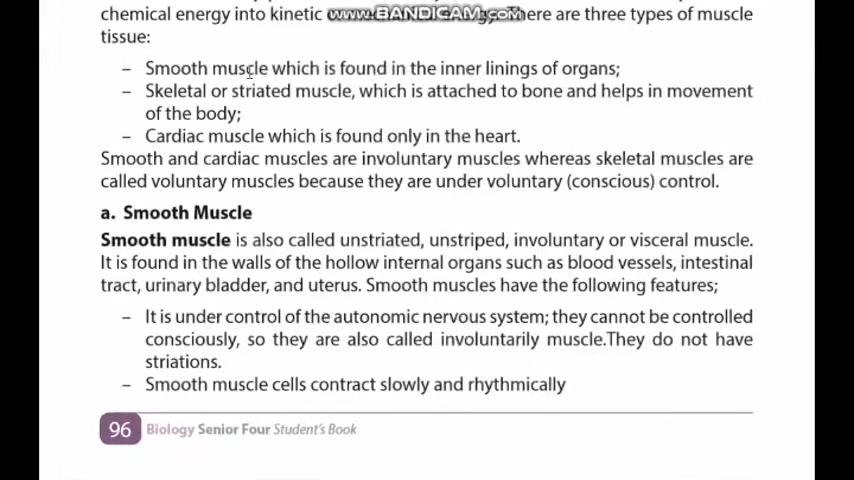 chemical energy into kinetic
www.BANDICAM.com
There are three types of muscle
tissue:
– Smooth muscle which is found in the inner linings of organs;
– Skeletal or striated muscle, which is attached to bone and helps in movement
of the body;
– Cardiac muscle which is found only in the heart.
Smooth and cardiac muscles are involuntary muscles whereas skeletal muscles are
called voluntary muscles because they are under voluntary (conscious) control.
a. Smooth Muscle
Smooth muscle is also called unstriated, unstriped, involuntary or visceral muscle.
It is found in the walls of the hollow internal organs such as blood vessels, intestinal
tract, urinary bladder, and uterus. Smooth muscles have the following features;
– It is under control of the autonomic nervous system; they cannot be controlled
consciously, so they are also called involuntarily muscle.They do not have
striations.
– Smooth muscle cells contract slowly and rhythmically
96 Biology Senior Four Student's Book